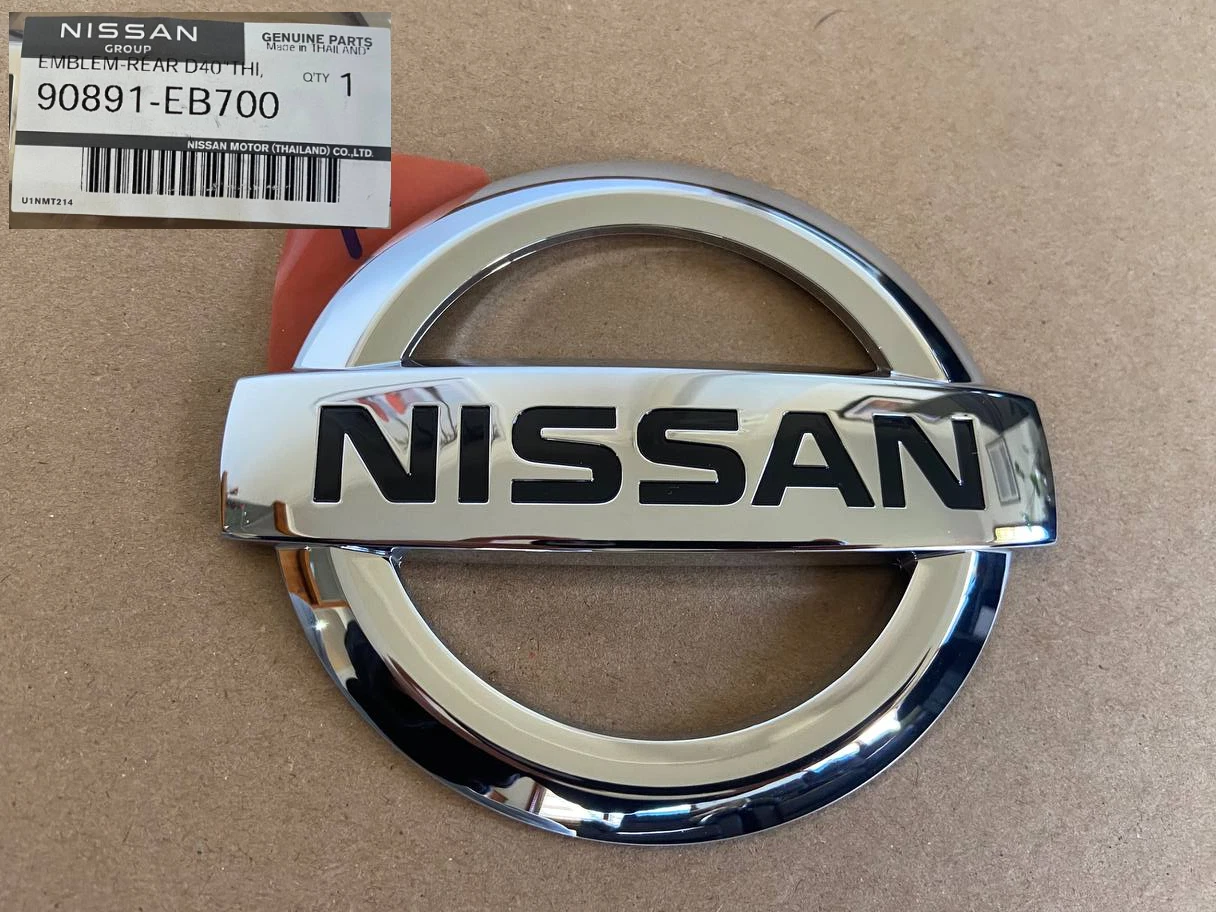 NISSAN
GROUP
GENUINE PARTS
Made in THAILAND*
EMBLEM-REAR D40*THI,
Q'TY 1
90891-EB700
NISSAN MOTOR (THAILAND) CO.,LTD.
U1NMT214
NISSAN